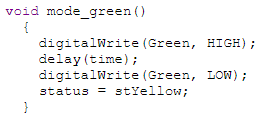 void mode_green()
{
digitalWrite(Green, HIGH);
delay(time);
digitalWrite(Green, LOW);
status = stYellow;
}